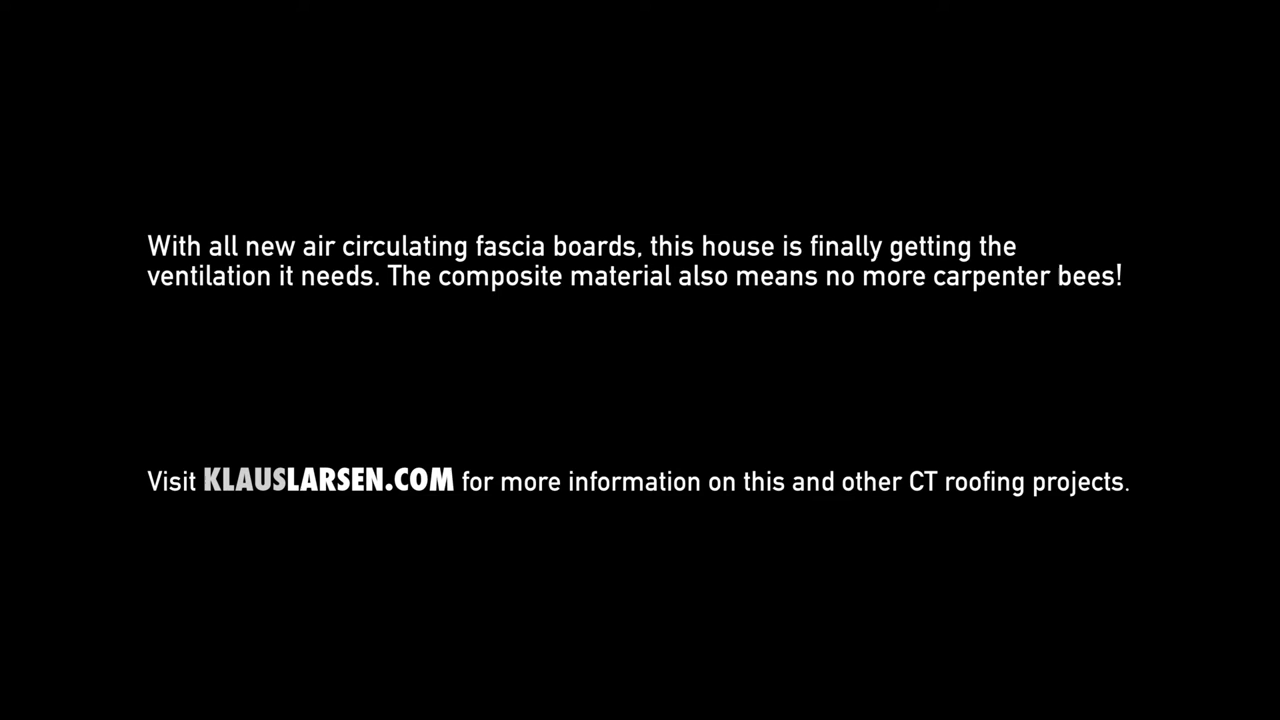 With all new air circulating fascia boards, this house is finally getting the
ventilation it needs. The composite material also means no more carpenter bees!
Visit KLAUSLARSEN.COM for more information on this and other CT roofing projects.